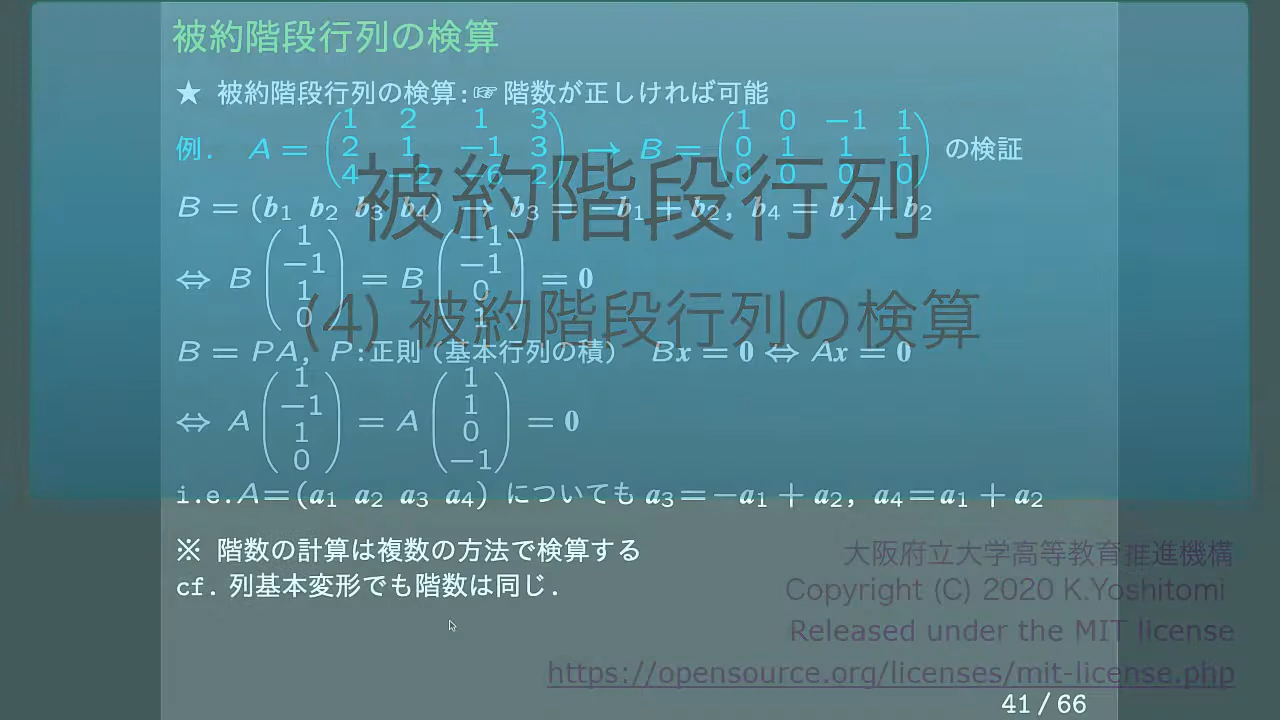 被約階段行列の検算
★ 被約階段行列の検算:☞階数が正しければ可能
例. A = (1 2 1 3; 2 1 −1 3; 4 −2 −6 2) → B = (1 0 −1 1; 0 1 1 1; 0 0 0 0) の検証
被約階段行列
B = (b1 b2 b3 b4) → b3 = −b1 + b2, b4 = b1 + b2
⇔ B (1; −1; 1; 0) = B (−1; −1; 0; 1) = 0
(4) 被約階段行列の検算
B = PA, P:正則（基本行列の積） Bx = 0 ⇔ Ax = 0
⇔ A (1; −1; 1; 0) = A (1; 1; 0; −1) = 0
i.e.A=(a1 a2 a3 a4) についても a3=−a1 + a2, a4=a1 + a2
※ 階数の計算は複数の方法で検算する
大阪府立大学高等教育推進機構
cf. 列基本変形でも階数は同じ.
Copyright (C) 2020 K.Yoshitomi
Released under the MIT license
https://opensource.org/licenses/mit-license.php
41 / 66